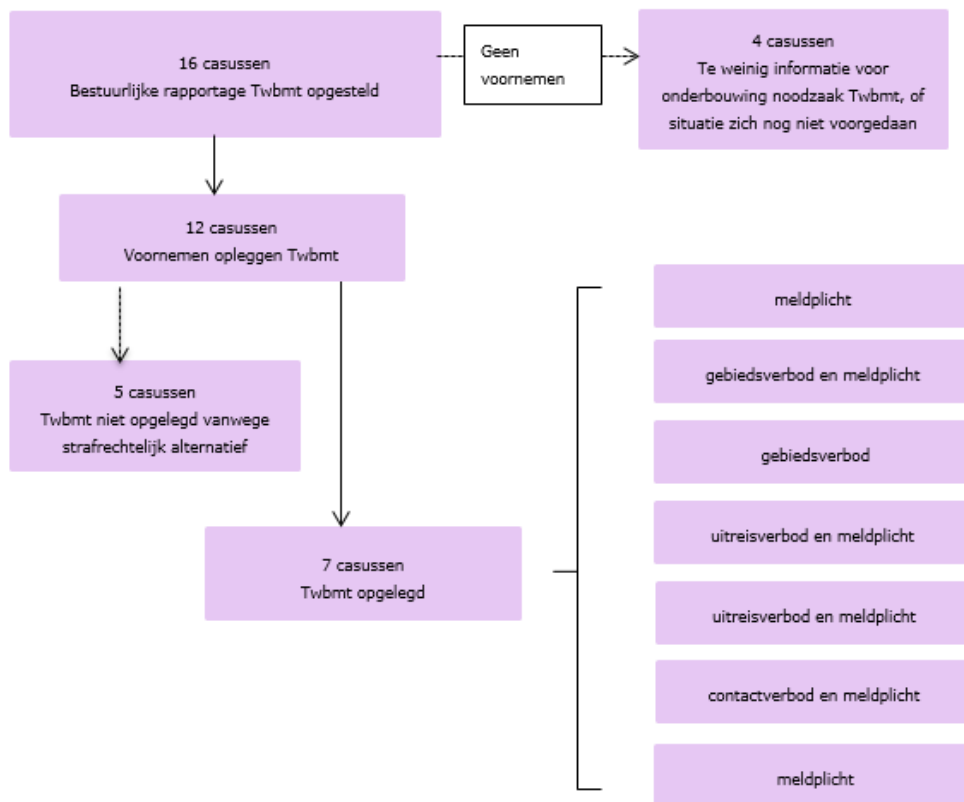 16 casussen
Bestuurlijke rapportage Twbmt opgesteld
Geen
voornemen
4 casussen
Te weinig informatie voor
onderbouwing noodzaak Twbmt, of
situatie zich nog niet voorgedaan
12 casussen
Voornemen opleggen Twbmt
5 casussen
Twbmt niet opgelegd vanwege
strafrechtelijk alternatief
7 casussen
Twbmt opgelegd
meldplicht
gebiedsverbod en meldplicht
gebiedsverbod
uitreisverbod en meldplicht
uitreisverbod en meldplicht
contactverbod en meldplicht
meldplicht